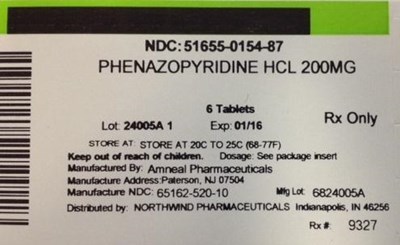 NDC: 51655-0154-87
PHENAZOPYRIDINE HCL 200MG
6 Tablets
Lot: 24005A 1 Exp: 01/16 Rx Only
STORE AT: STORE AT 20C TO 25C (68-77F)
Keep out of reach of children. Dosage: See package insert
Manufactured By: Amneal Pharmaceuticals
Manufacture Address:Paterson, NJ 07504
Manufacture NDC: 65162-520-10 Mfg Lot: 6824005A
Distributed by: NORTHWIND PHARMACEUTICALS Indianapolis, IN 46256
Rx #: 9327